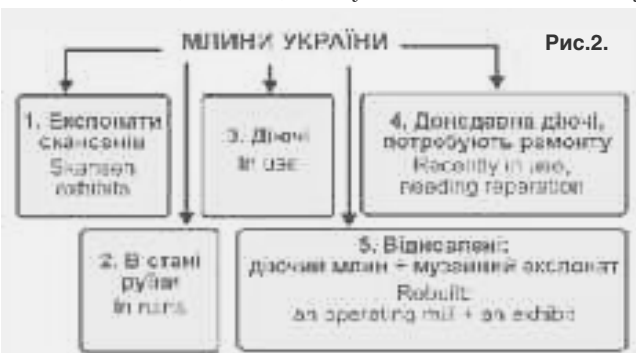 МЛИНИ УКРАЇНИ
Рис.2.
1. Експонати
скансенів
Skansen
exhibits
3. Діючі
In use
4. Донедавна діючі,
потребують ремонту
Recently in use,
needing reparation
2. В стані
руїни
In ruins
5. Відновлені:
діючий млин + музейний експонат
Rebuilt:
an operating mill + an exhibit